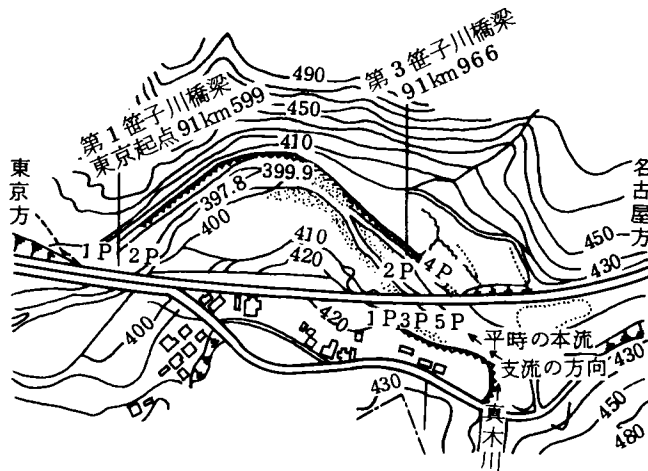 第1笹子川橋梁
東京起点91km599
第3笹子川橋梁
91km966
490
450
410
399.9
397.8
400
410
420
東京方
名古屋方
450
430
1P
2P
2P
4P
1P
3P
5P
400
420
430
平時の本流
支流の方向
真木川
430
450
480